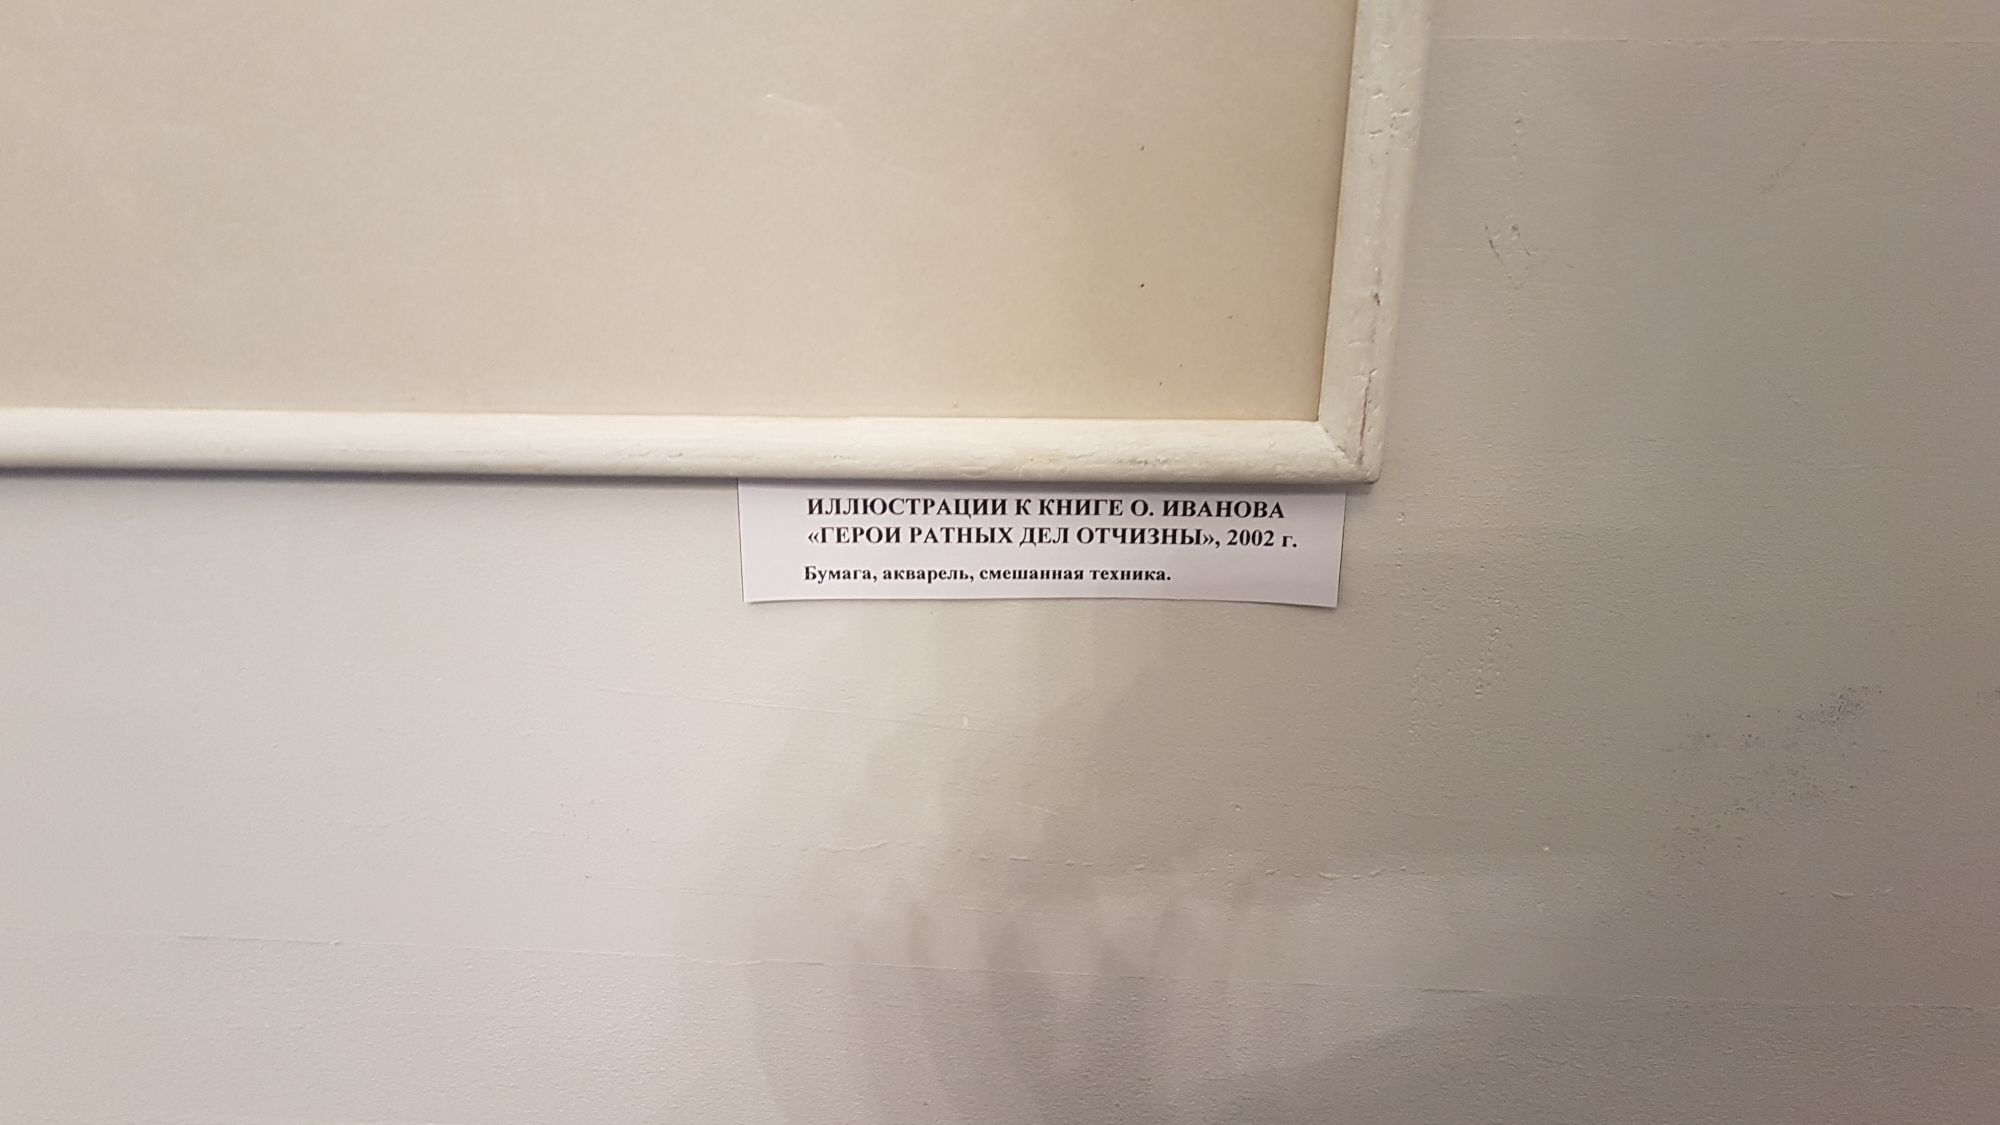 ИЛЛЮСТРАЦИИ К КНИГЕ О. ИВАНОВА
«ГЕРОИ РАТНЫХ ДЕЛ ОТЧИЗНЫ», 2002 г.
Бумага, акварель, смешанная техника.